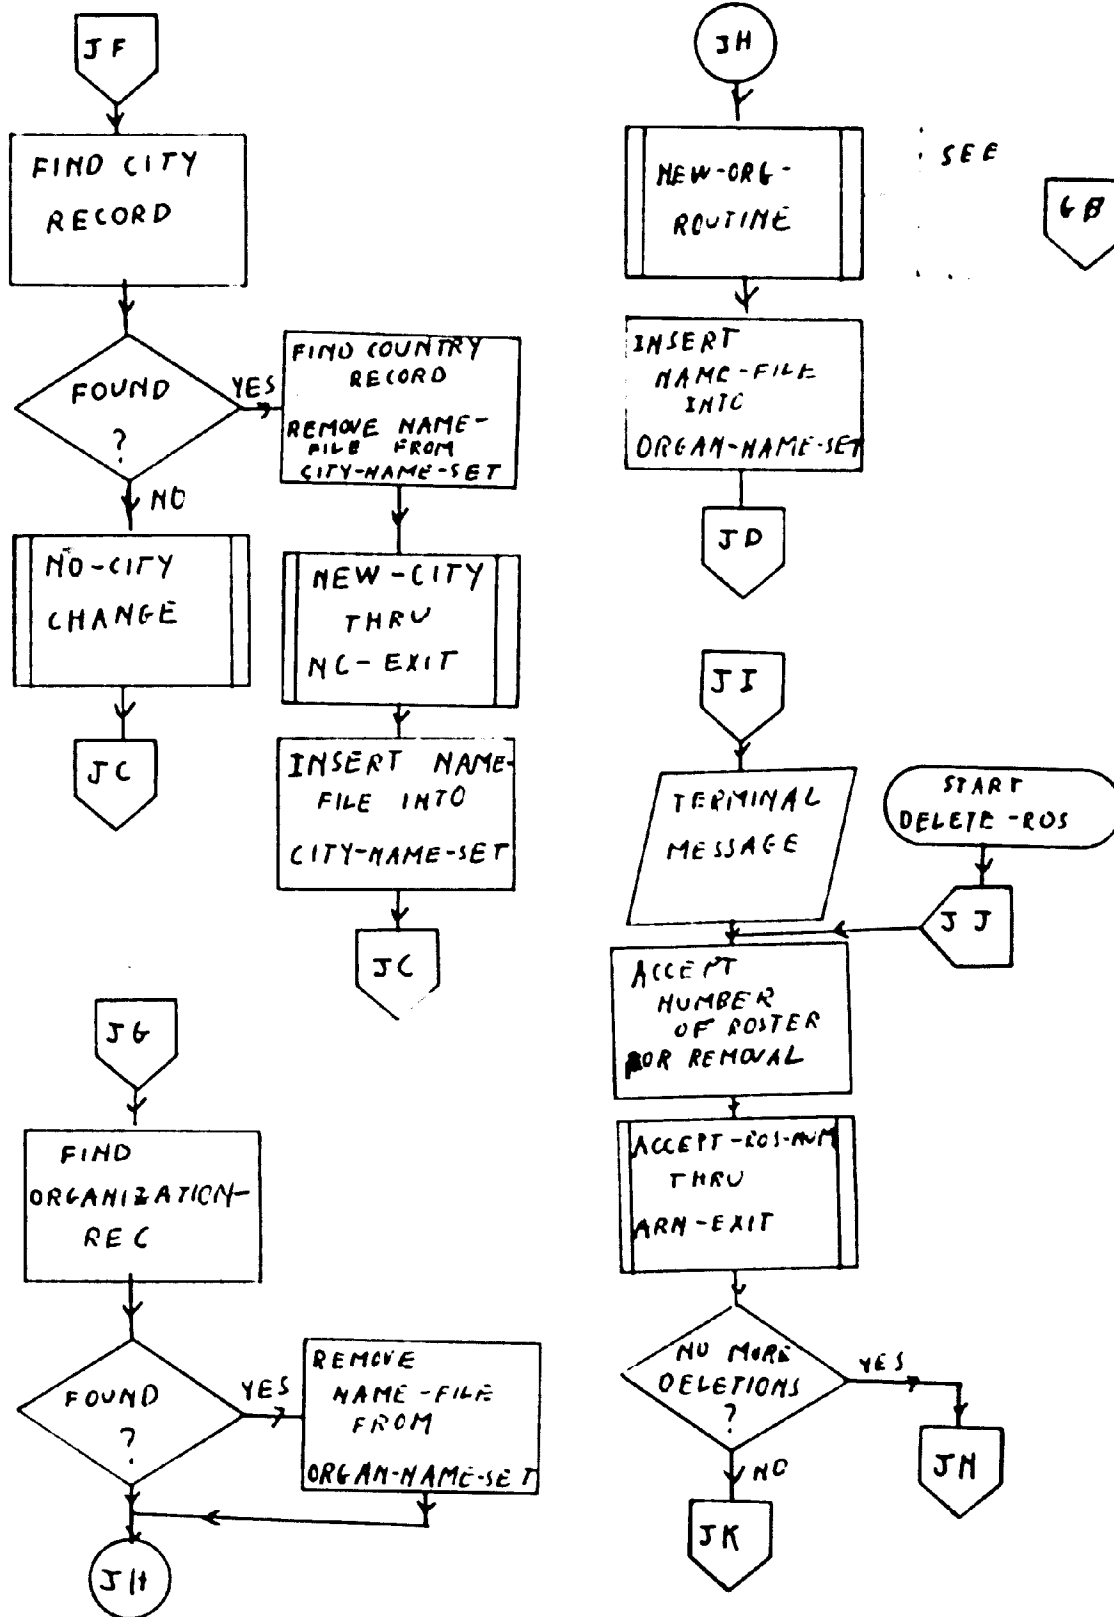 JF
FIND CITY
RECORD
FOUND
?
YES
NO
FIND COUNTRY
RECORD
REMOVE NAME-
FILE FROM
CITY-NAME-SET
NO-CITY
CHANGE
JC
NEW-CITY
THRU
NC-EXIT
INSERT NAME-
FILE INTO
CITY-NAME-SET
JC
JG
FIND
ORGANIZATION-
REC
FOUND
?
YES
REMOVE
NAME-FILE
FROM
ORGAN-NAME-SET
JH
JH
NEW-ORG-
ROUTINE
SEE
GB
INSERT
NAME-FILE
INTO
ORGAN-NAME-SET
JD
JI
TERMINAL
MESSAGE
START
DELETE-ROS
JJ
ACCEPT
NUMBER
OF ROSTER
FOR REMOVAL
ACCEPT-ROS-NUM
THRU
ARN-EXIT
NO MORE
DELETIONS
?
YES
NO
JN
JK